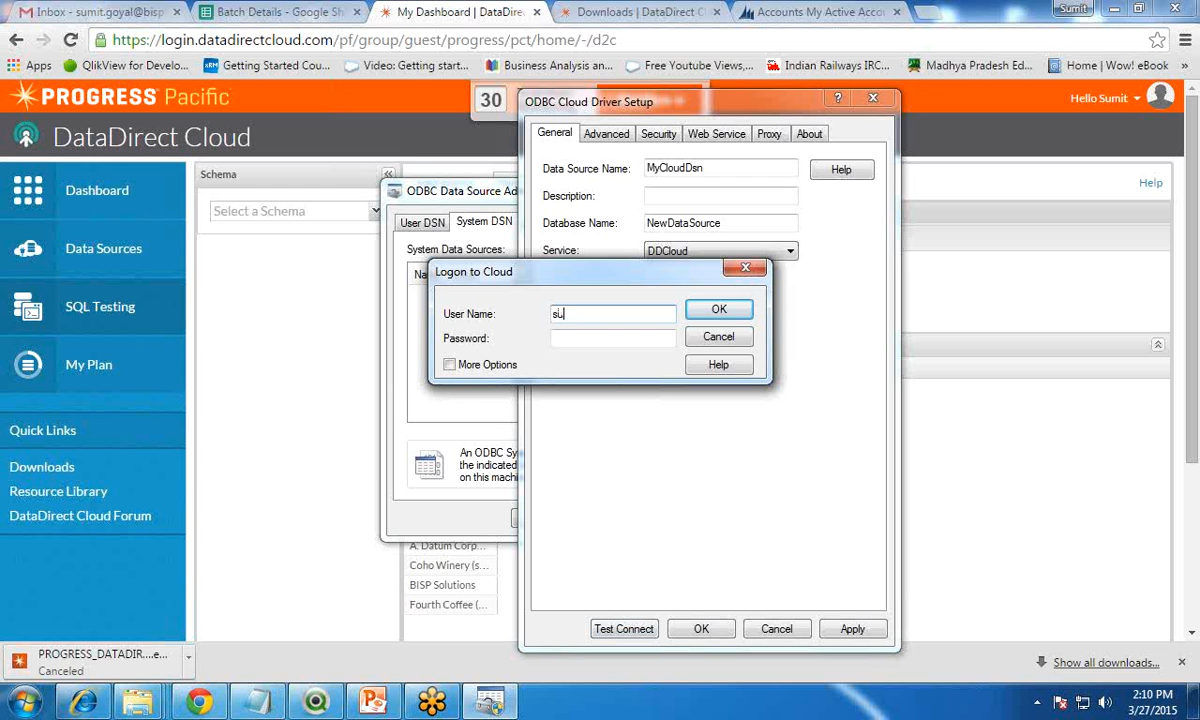 Inbox - sumit.goyal@bisp
Batch Details - Google Sh
My Dashboard | DataDirec
Downloads | DataDirect C
Accounts My Active Acco
Sumit
https://login.datadirectcloud.com/pf/group/guest/progress/pct/home/-/d2c
Apps
QlikView for Develo...
Getting Started Cou...
Video: Getting start...
Business Analysis an...
Free Youtube Views,...
Indian Railways IRC...
Madhya Pradesh Ed...
Home | Wow! eBook
»
PROGRESS Pacific
30
Hello Sumit
DataDirect Cloud
Dashboard
Data Sources
SQL Testing
My Plan
Quick Links
Downloads
Resource Library
DataDirect Cloud Forum
Schema
Select a Schema
Help
ODBC Data Source Ad
User DSN
System DSN
System Data Sources:
Na
An ODBC Sy
the indicated
on this machi
A. Datum Corp...
Coho Winery (s...
BISP Solutions
Fourth Coffee (...
ODBC Cloud Driver Setup
?
General
Advanced
Security
Web Service
Proxy
About
Data Source Name:
MyCloudDsn
Help
Description:
Database Name:
NewDataSource
Service:
DDCloud
Logon to Cloud
User Name:
su
OK
Password:
Cancel
More Options
Help
Test Connect
OK
Cancel
Apply
PROGRESS_DATADIR....e...
Canceled
Show all downloads...
2:10 PM
3/27/2015